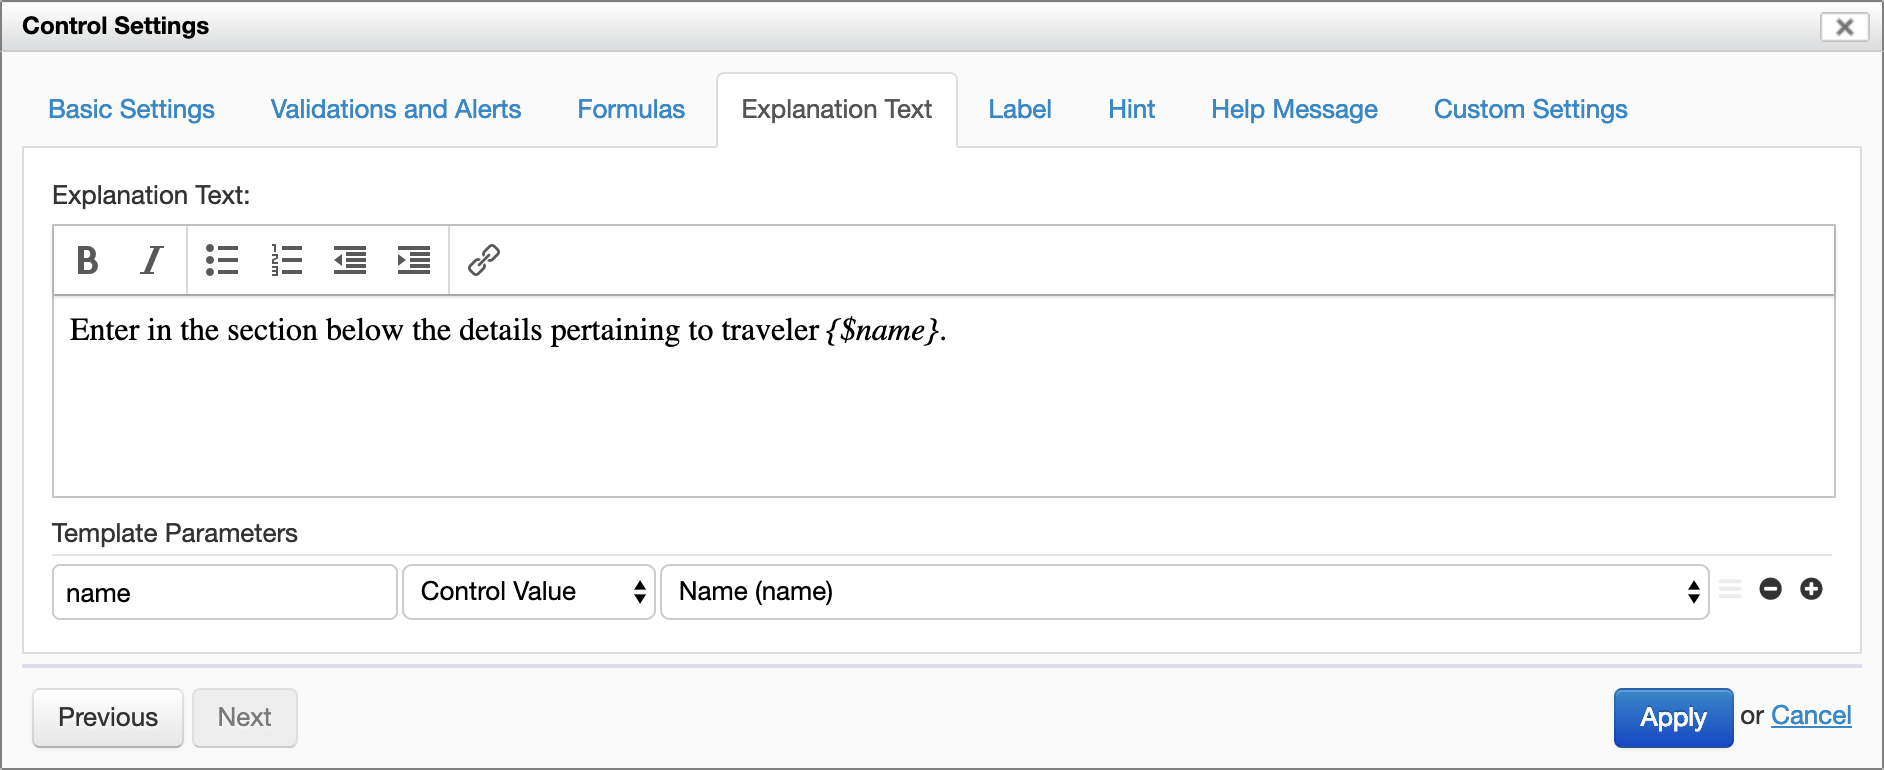 Control Settings
Basic Settings Validations and Alerts Formulas Explanation Text Label Hint Help Message Custom Settings
Explanation Text:
B I
Enter in the section below the details pertaining to traveler {$name}.
Template Parameters
name Control Value Name (name)
Previous Next Apply or Cancel